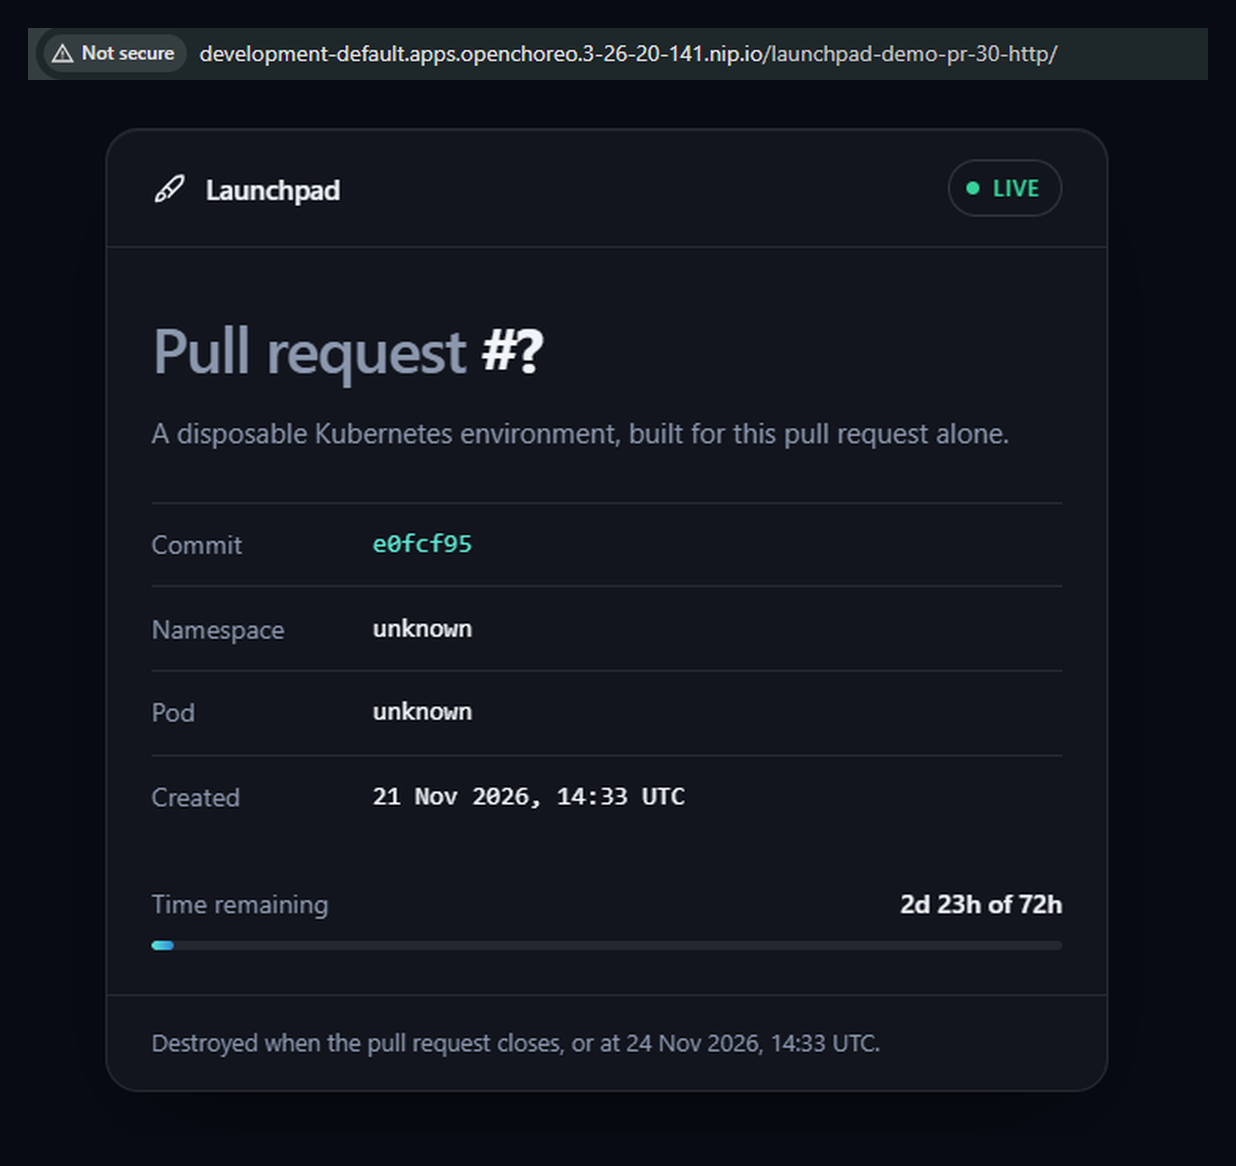 Not secure development-default.apps.openchoreo.3-26-20-141.nip.io/launchpad-demo-pr-30-http/
Launchpad LIVE
Pull request #?
A disposable Kubernetes environment, built for this pull request alone.
Commit e0fcf95
Namespace unknown
Pod unknown
Created 21 Nov 2026, 14:33 UTC
Time remaining 2d 23h of 72h
Destroyed when the pull request closes, or at 24 Nov 2026, 14:33 UTC.